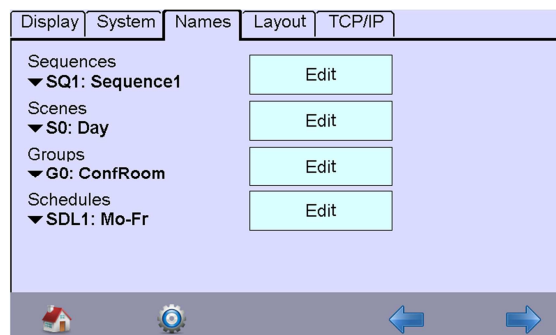 Display System Names Layout TCP/IP
Sequences
SQ1: Sequence1
Edit
Scenes
S0: Day
Edit
Groups
G0: ConfRoom
Edit
Schedules
SDL1: Mo-Fr
Edit